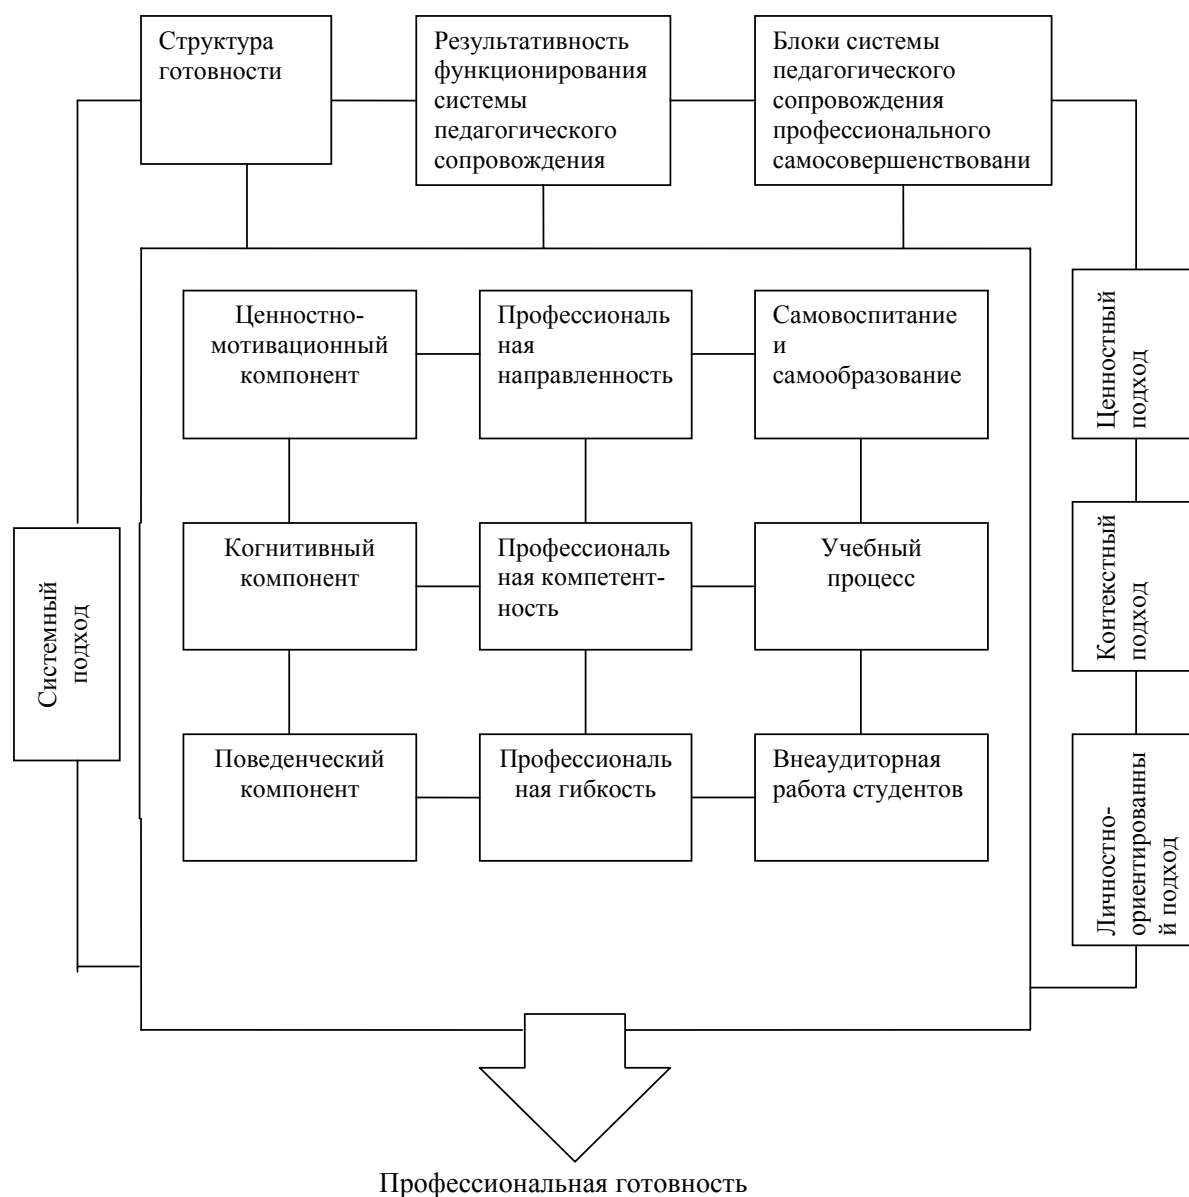 Структура
готовности
Результативность
функционирования
системы
педагогического
сопровождения
Блоки системы
педагогического
сопровождения
профессионального
самосовершенствовани
Ценностно-
мотивационный
компонент
Профессиональ
ная
направленность
Самовоспитание
и
самообразование
Ценностный
подход
Системный
подход
Когнитивный
компонент
Профессиональ
ная компетент-
ность
Учебный
процесс
Контекстный
подход
Поведенческий
компонент
Профессиональ
ная гибкость
Внеаудиторная
работа студентов
Личностно-
ориентированны
й подход
Профессиональная готовность